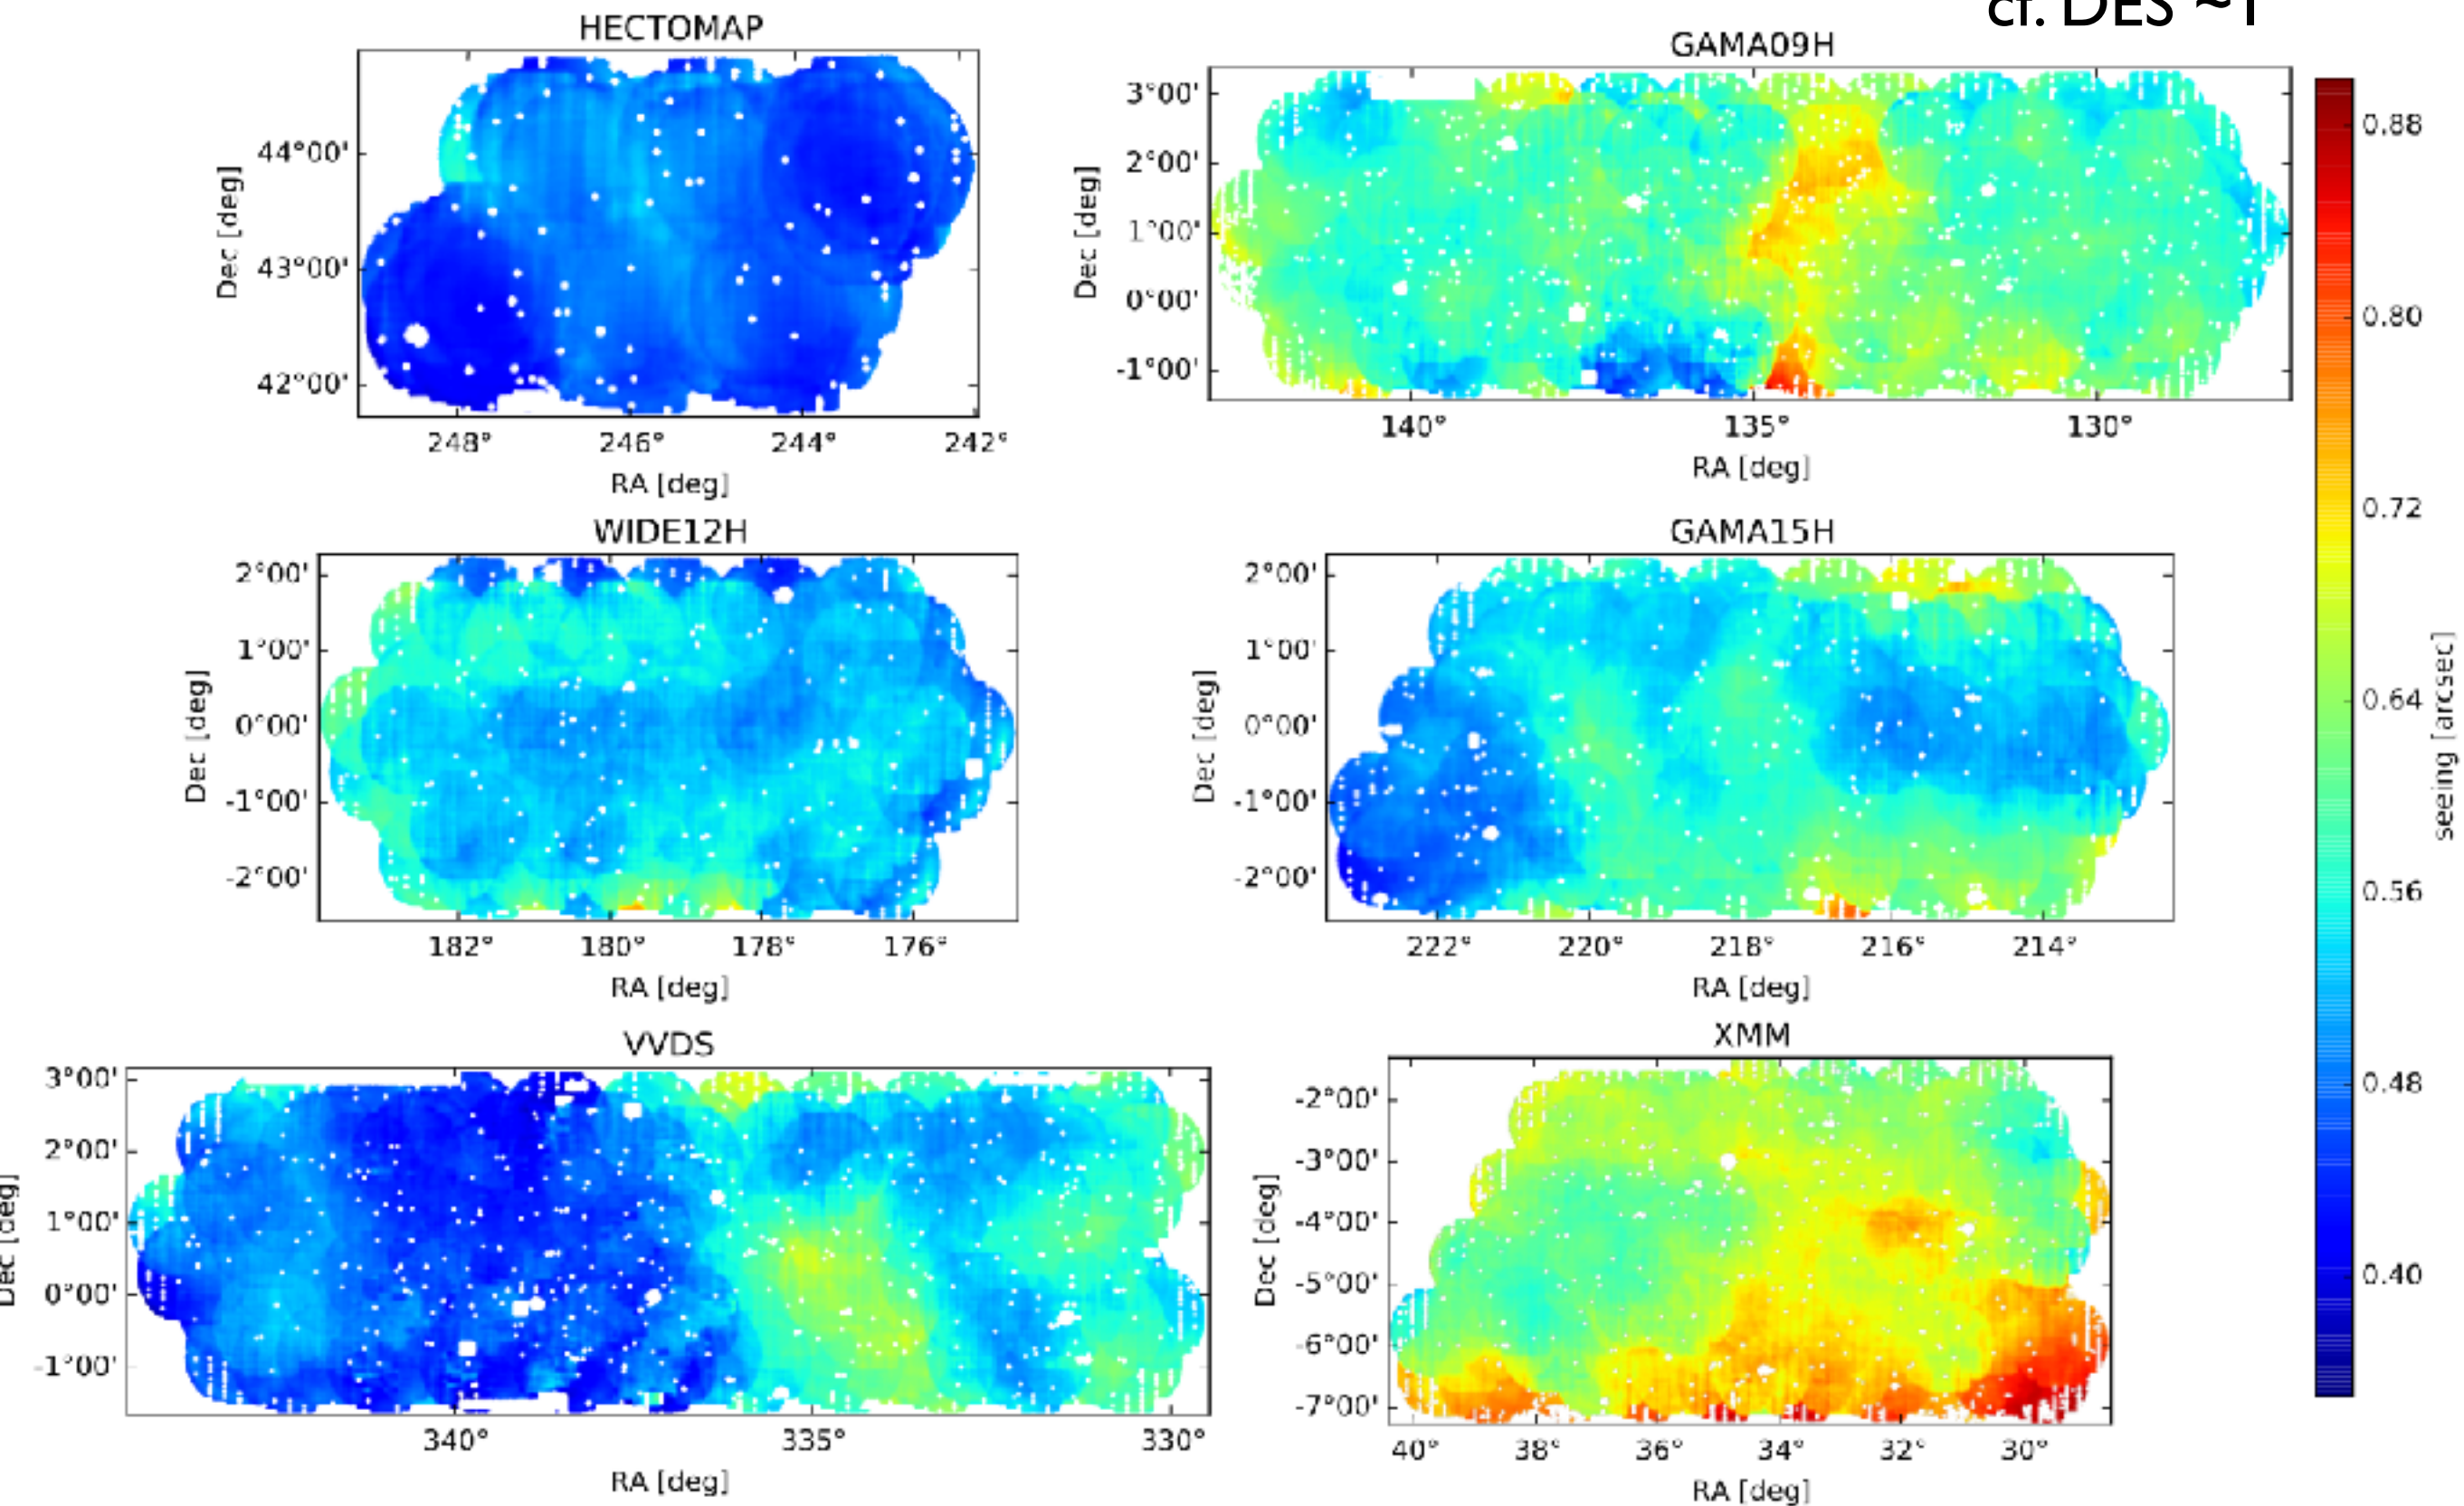 cf. DES ~1
HECTOMAP
44°00'
43°00'
42°00'
Dec [deg]
248° 246° 244° 242°
RA [deg]
GAMA09H
3°00'
2°00'
1°00'
0°00'
-1°00'
Dec [deg]
140° 135° 130°
RA [deg]
WIDE12H
2°00'
1°00'
0°00'
-1°00'
-2°00'
Dec [deg]
182° 180° 178° 176°
RA [deg]
GAMA15H
2°00'
1°00'
0°00'
-1°00'
-2°00'
Dec [deg]
222° 220° 218° 216° 214°
RA [deg]
VVDS
3°00'
2°00'
1°00'
0°00'
-1°00'
Dec [deg]
340° 335° 330°
RA [deg]
XMM
-2°00'
-3°00'
-4°00'
-5°00'
-6°00'
-7°00'
Dec [deg]
40° 38° 36° 34° 32° 30°
RA [deg]
0.88
0.80
0.72
0.64
0.56
0.48
0.40
seeing [arcsec]